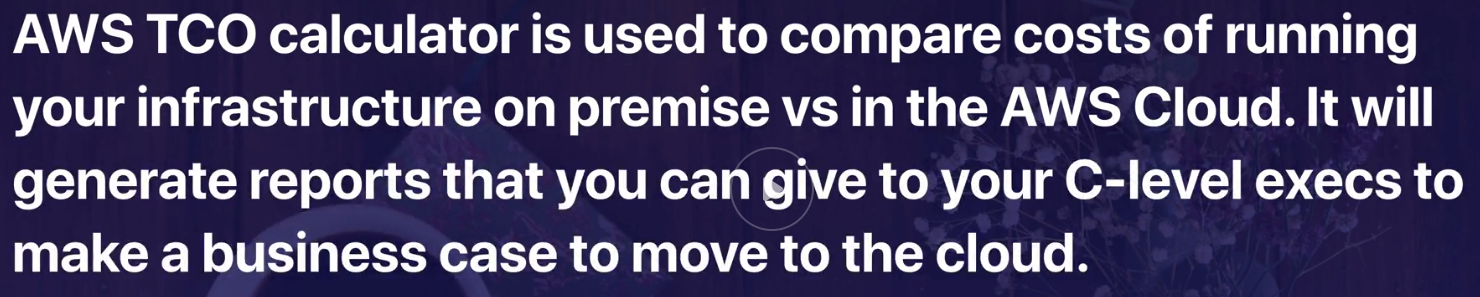 AWS TCO calculator is used to compare costs of running
your infrastructure on premise vs in the AWS Cloud. It will
generate reports that you can give to your C-level execs to
make a business case to move to the cloud.